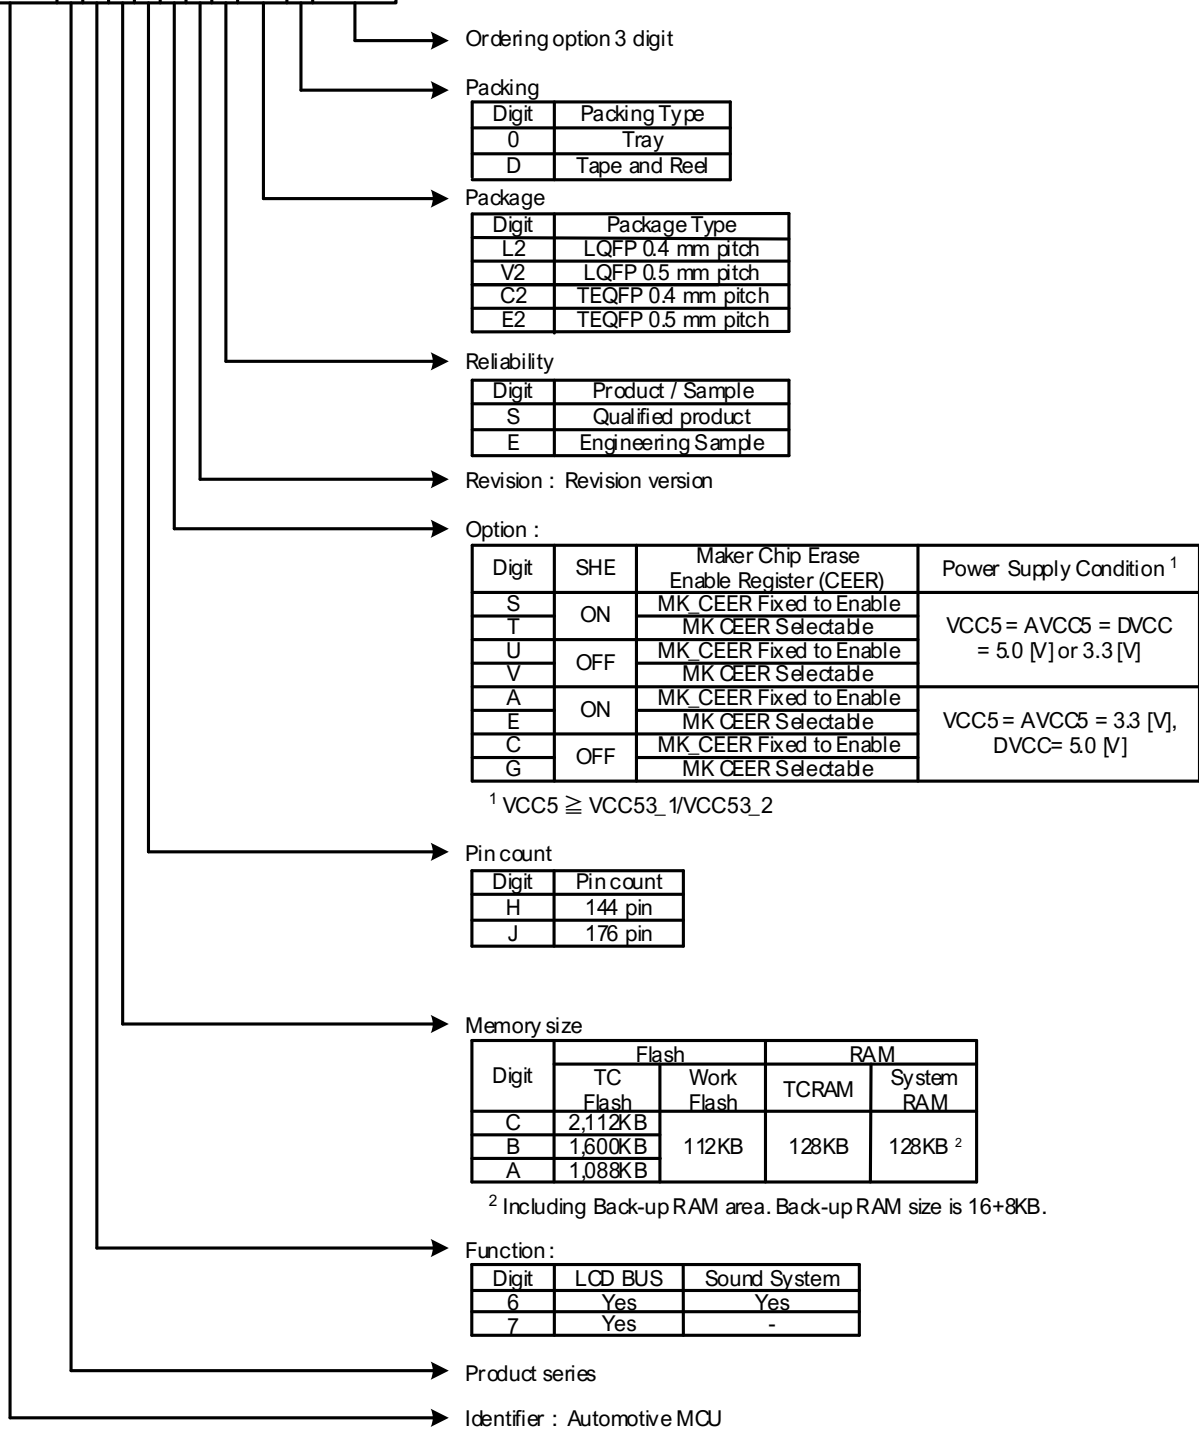 Ordering option 3 digit
Packing
Digit Packing Type
0 Tray
D Tape and Reel
Package
Digit Package Type
L2 LQFP 0.4 mm pitch
V2 LQFP 0.5 mm pitch
C2 TEQFP 0.4 mm pitch
E2 TEQFP 0.5 mm pitch
Reliability
Digit Product / Sample
S Qualified product
E Engineering Sample
Revision : Revision version
Option :
Digit SHE Maker Chip Erase Enable Register (CEER) Power Supply Condition 1
S ON MK_CEER Fixed to Enable VCC5 = AVCC5 = DVCC = 5.0 [V] or 3.3 [V]
T MK CEER Selectable
U OFF MK_CEER Fixed to Enable
V MK CEER Selectable
A ON MK_CEER Fixed to Enable VCC5 = AVCC5 = 3.3 [V], DVCC= 5.0 [V]
E MK CEER Selectable
C OFF MK_CEER Fixed to Enable
G MK CEER Selectable
1 VCC5 ≧ VCC53_1/VCC53_2
Pin count
Digit Pin count
H 144 pin
J 176 pin
Memory size
Digit Flash RAM
TC Flash Work Flash TCRAM System RAM
C 2,112KB 112KB 128KB 128KB 2
B 1,600KB
A 1,088KB
2 Including Back-up RAM area. Back-up RAM size is 16+8KB.
Function :
Digit LCD BUS Sound System
6 Yes Yes
7 Yes -
Product series
Identifier : Automotive MCU